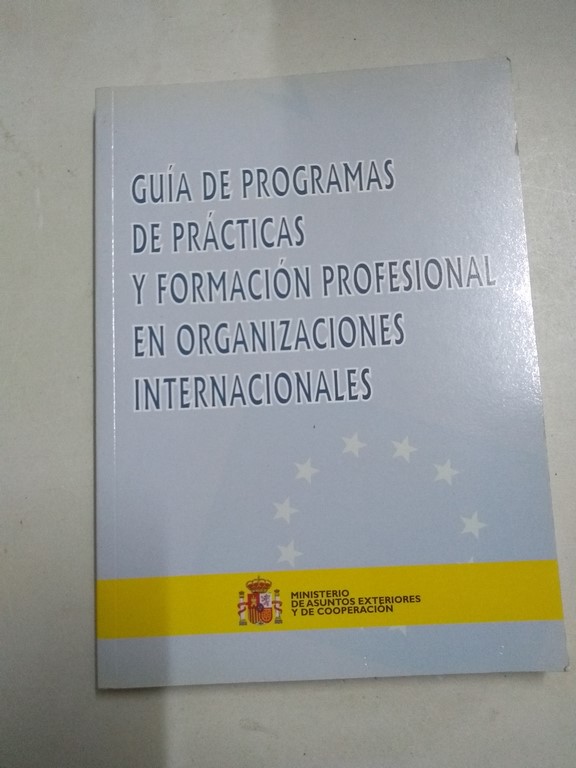 GUÍA DE PROGRAMAS
DE PRÁCTICAS
Y FORMACIÓN PROFESIONAL
EN ORGANIZACIONES
INTERNACIONALES
MINISTERIO
DE ASUNTOS EXTERIORES
Y DE COOPERACIÓN